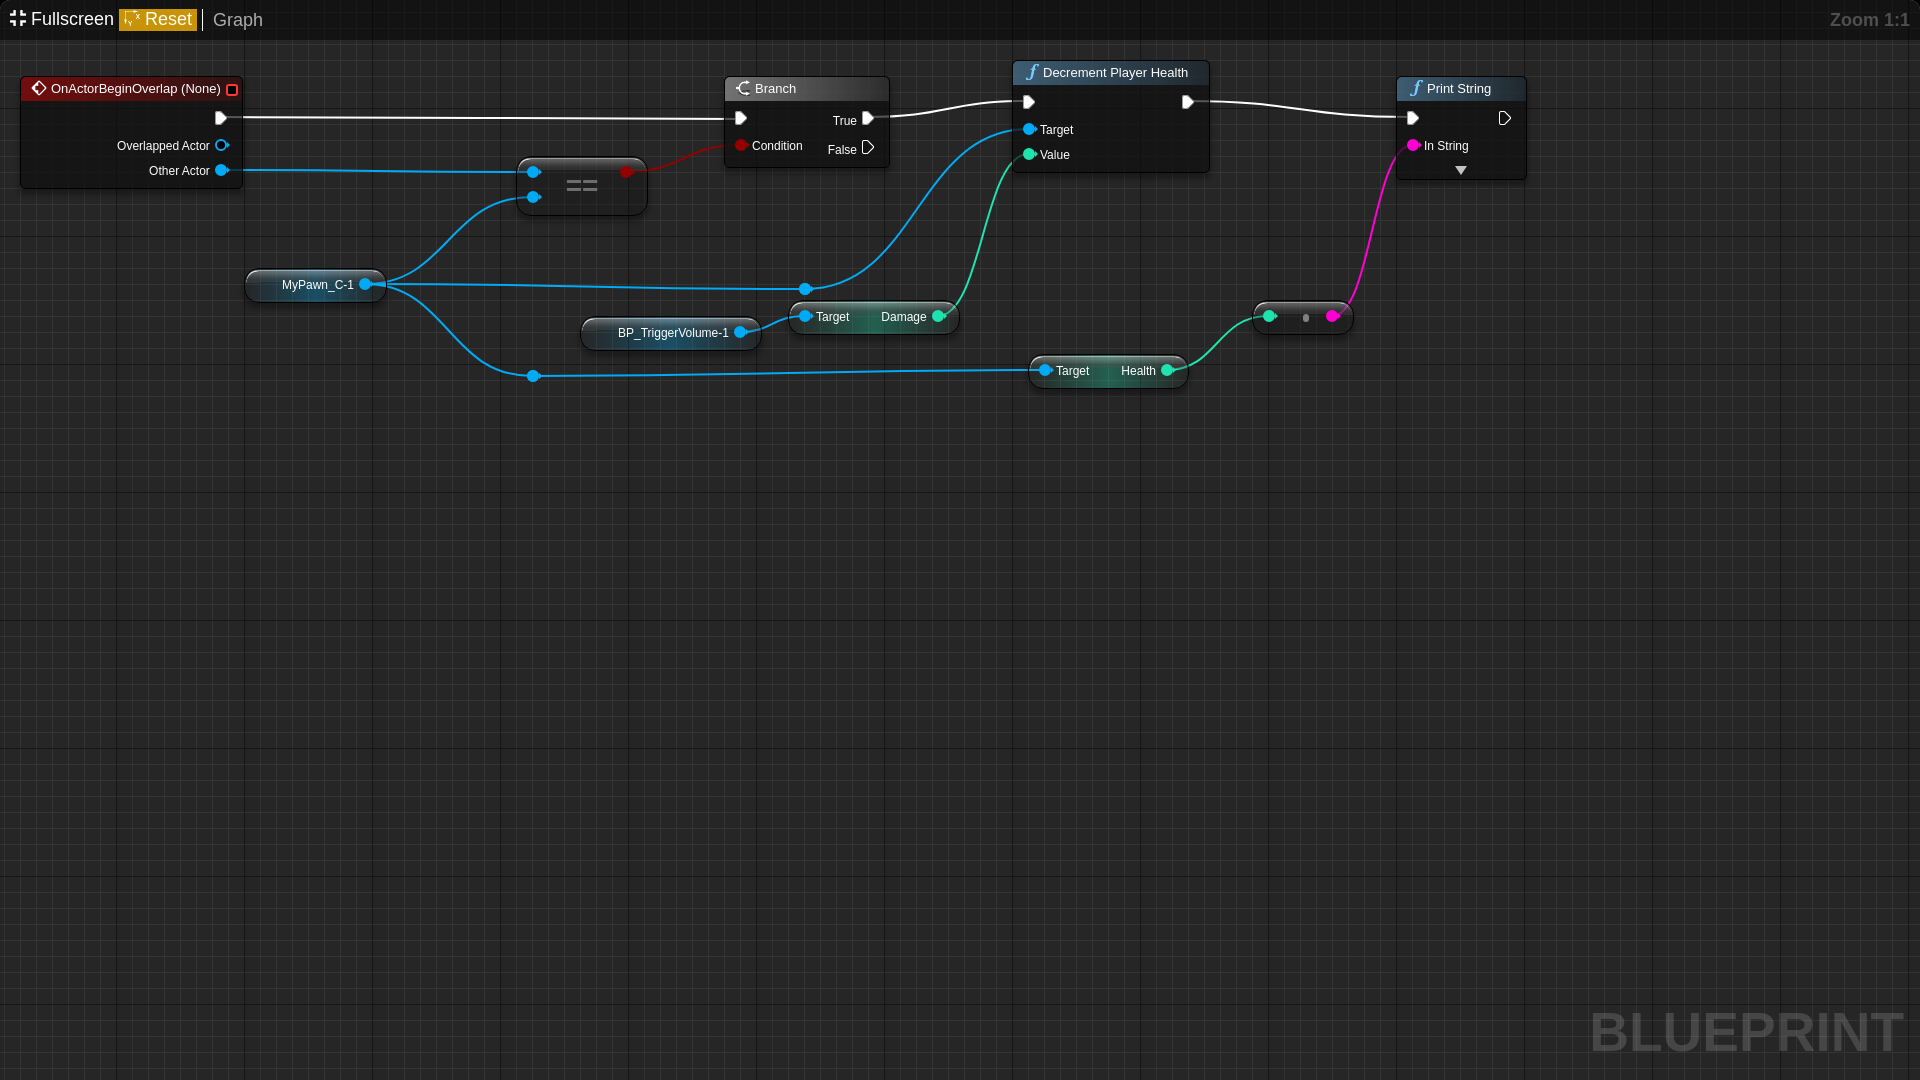 Fullscreen Reset Graph Zoom 1:1
OnActorBeginOverlap (None)
Overlapped Actor
Other Actor
==
Branch
True
Condition
False
Decrement Player Health
Target
Value
Print String
In String
MyPawn_C-1
BP_TriggerVolume-1
Target Damage
Target Health
BLUEPRINT